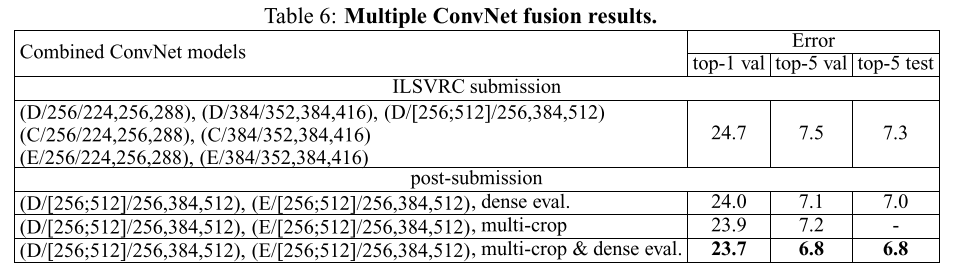 Table 6: Multiple ConvNet fusion results.
Combined ConvNet models
Error
top-1 val top-5 val top-5 test
ILSVRC submission
(D/256/224,256,288), (D/384/352,384,416), (D/[256;512]/256,384,512)
(C/256/224,256,288), (C/384/352,384,416)
(E/256/224,256,288), (E/384/352,384,416)
24.7 7.5 7.3
post-submission
(D/[256;512]/256,384,512), (E/[256;512]/256,384,512), dense eval. 24.0 7.1 7.0
(D/[256;512]/256,384,512), (E/[256;512]/256,384,512), multi-crop 23.9 7.2 -
(D/[256;512]/256,384,512), (E/[256;512]/256,384,512), multi-crop & dense eval. 23.7 6.8 6.8